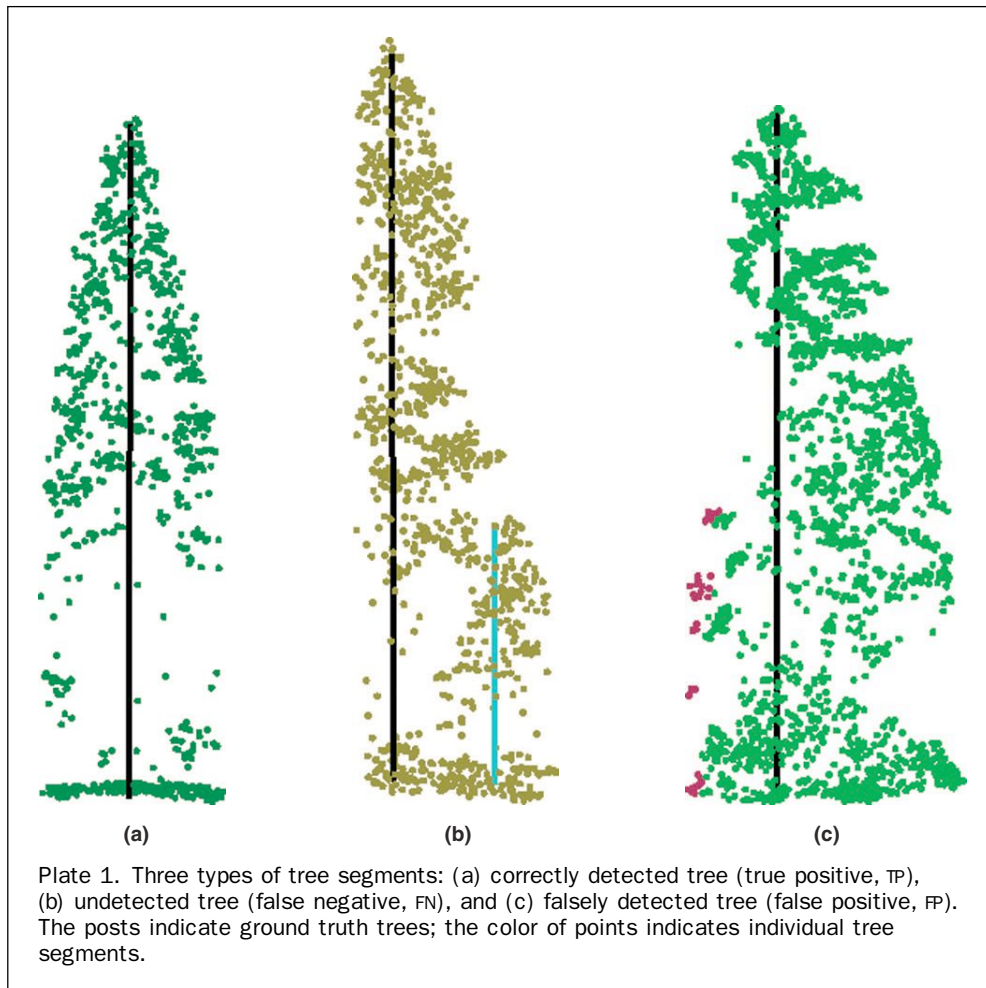 (a) (b) (c)
Plate 1. Three types of tree segments: (a) correctly detected tree (true positive, TP),
(b) undetected tree (false negative, FN), and (c) falsely detected tree (false positive, FP).
The posts indicate ground truth trees; the color of points indicates individual tree
segments.